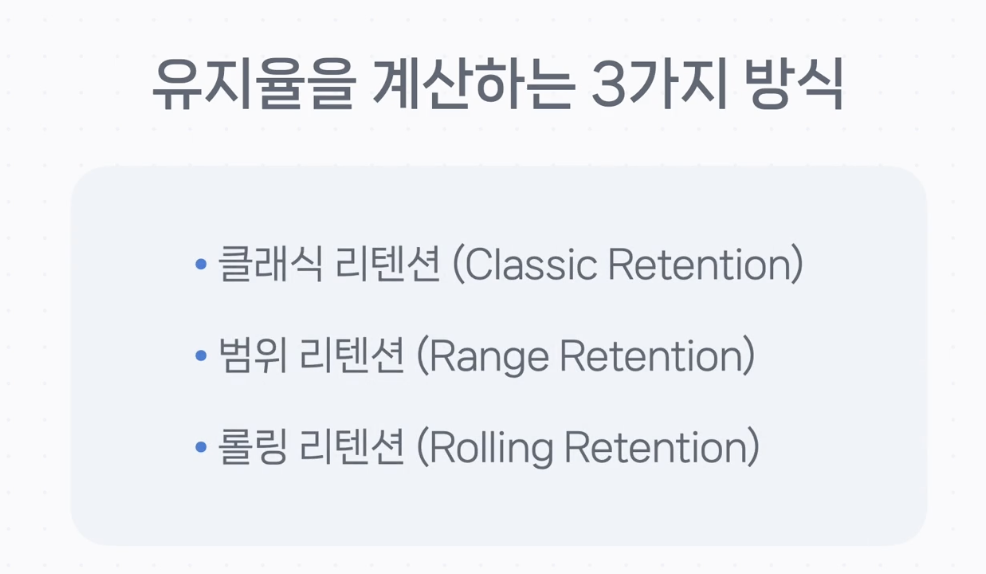 유지율을 계산하는 3가지 방식
• 클래식 리텐션 (Classic Retention)
• 범위 리텐션 (Range Retention)
• 롤링 리텐션 (Rolling Retention)